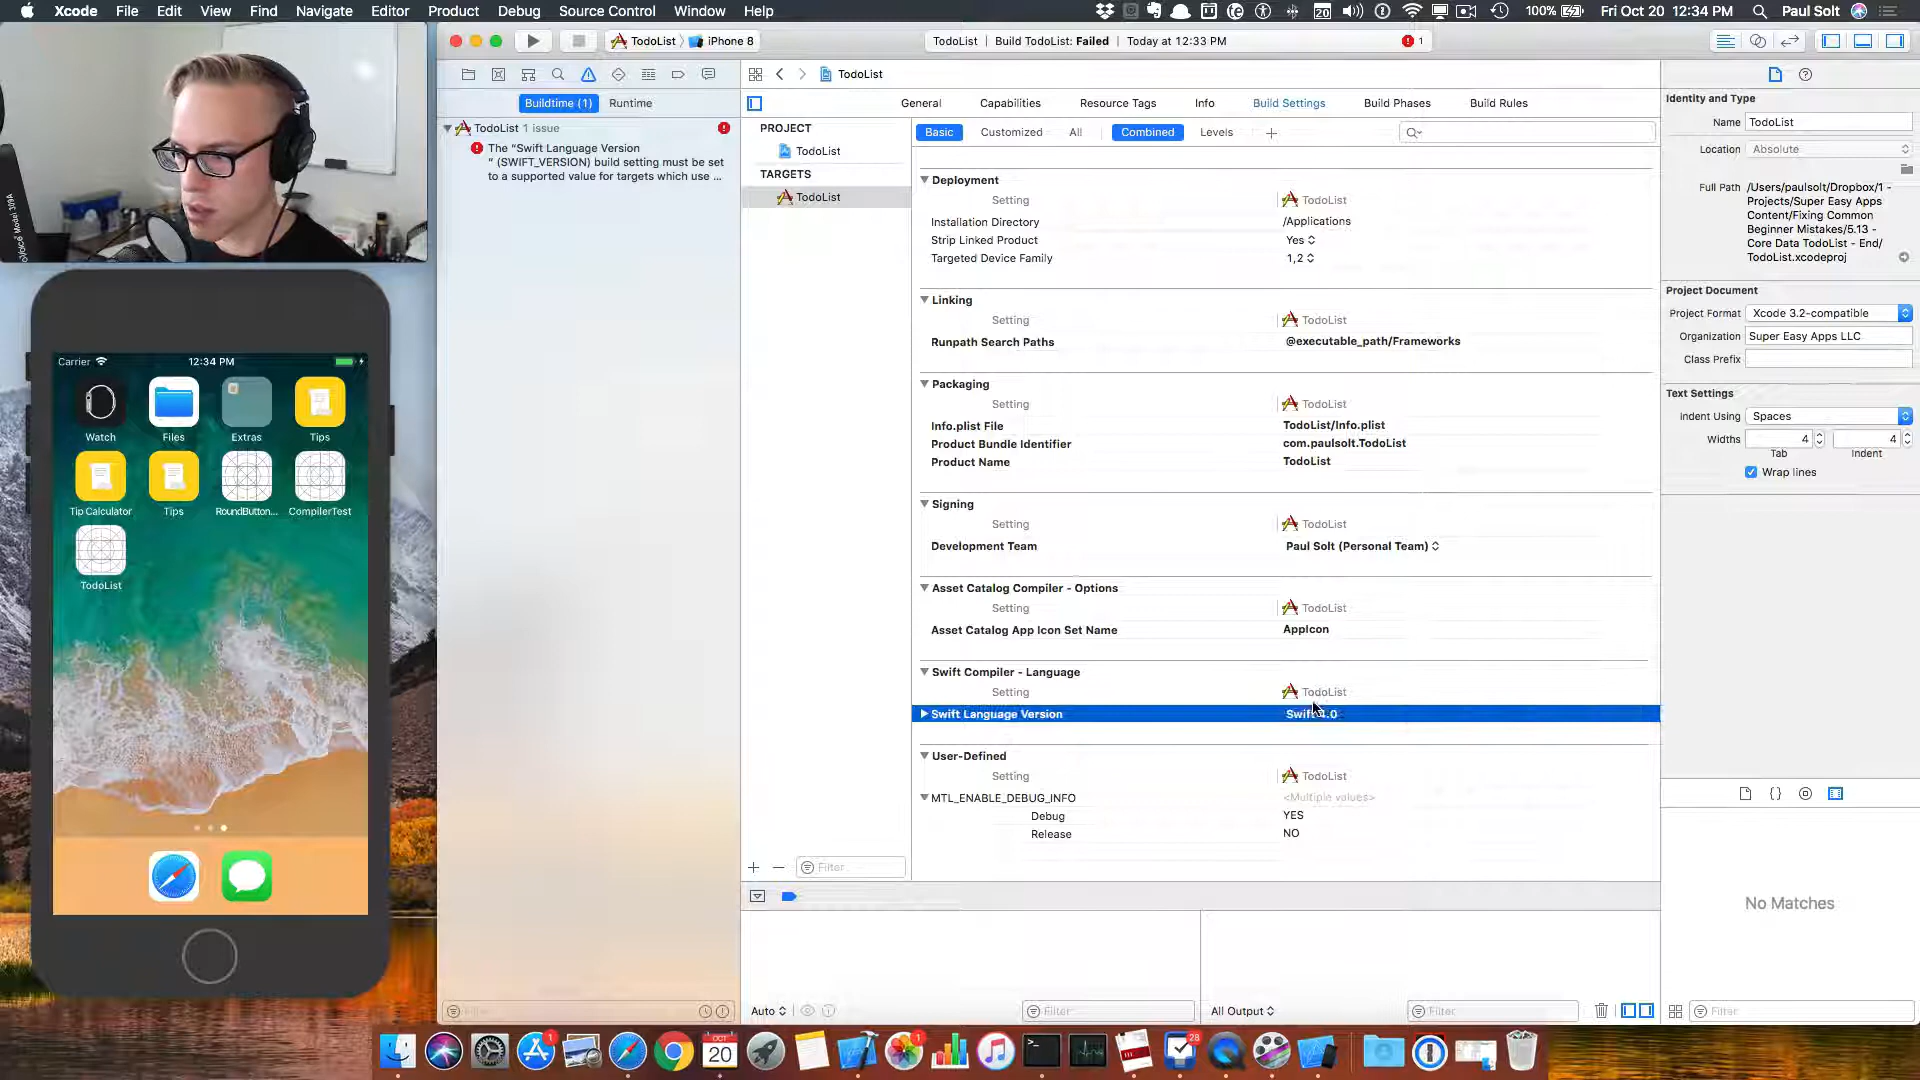 Xcode File Edit View Find Navigate Editor Product Debug Source Control Window Help
20 100% Fri Oct 20 12:34 PM Paul Solt
TodoList iPhone 8
TodoList | Build TodoList: Failed | Today at 12:33 PM
1
TodoList
Buildtime (1) Runtime
General Capabilities Resource Tags Info Build Settings Build Phases Build Rules
TodoList 1 issue
The “Swift Language Version
” (SWIFT_VERSION) build setting must be set
to a supported value for targets which use ...
PROJECT
TodoList
TARGETS
TodoList
Basic Customized All Combined Levels
Deployment
Setting TodoList
Installation Directory /Applications
Strip Linked Product Yes
Targeted Device Family 1,2
Linking
Setting TodoList
Runpath Search Paths @executable_path/Frameworks
Packaging
Setting TodoList
Info.plist File TodoList/Info.plist
Product Bundle Identifier com.paulsolt.TodoList
Product Name TodoList
Signing
Setting TodoList
Development Team Paul Solt (Personal Team)
Asset Catalog Compiler - Options
Setting TodoList
Asset Catalog App Icon Set Name AppIcon
Swift Compiler - Language
Setting TodoList
Swift Language Version
User-Defined
Setting TodoList
MTL_ENABLE_DEBUG_INFO <Multiple values>
Debug YES
Release NO
Filter
Auto
Filter
All Output
Filter
Filter
Identity and Type
Name TodoList
Location Absolute
Full Path /Users/paulsolt/Dropbox/1 -
Projects/Super Easy Apps
Content/Fixing Common
Beginner Mistakes/5.13 -
Core Data TodoList - End/
TodoList.xcodeproj
Project Document
Project Format Xcode 3.2-compatible
Organization Super Easy Apps LLC
Class Prefix
Text Settings
Indent Using Spaces
Widths 4 4
Tab Indent
Wrap lines
No Matches
Carrier 12:34 PM
Watch Files Extras Tips
Tip Calculator Tips RoundButton... CompilerTest
TodoList
1
OCT
20
1
28